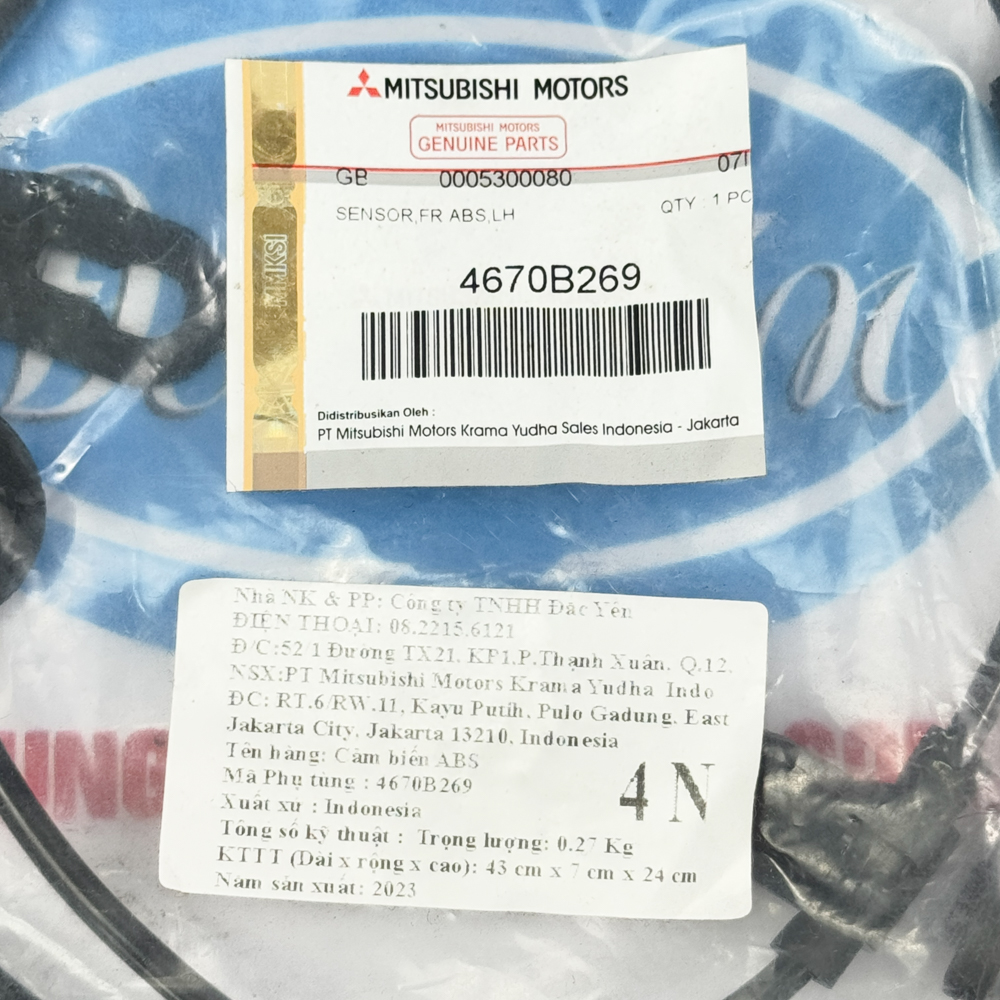 MITSUBISHI MOTORS
MITSUBISHI MOTORS
GENUINE PARTS
GB 0005300080 07
SENSOR,FR ABS,LH QTY : 1 PC
MMKSI
4670B269
Didistribusikan Oleh :
PT Mitsubishi Motors Krama Yudha Sales Indonesia - Jakarta
Nhà NK & PP: Công ty TNHH Đắc Yên
ĐIỆN THOẠI: 08.2215.6121
Đ/C:52/1 Đường TX21, KP1,P.Thạnh Xuân, Q.12,
NSX:PT Mitsubishi Motors Krama Yudha Indo
ĐC: RT.6/RW.11, Kayu Putih, Pulo Gadung, East
Jakarta City, Jakarta 13210, Indonesia
Tên hàng: Cảm biến ABS
Mã Phụ tùng : 4670B269
4N
Xuất xứ : Indonesia
Tổng số kỹ thuật : Trọng lượng: 0.27 Kg
KTTT (Dài x rộng x cao): 43 cm x 7 cm x 24 cm
Năm sản xuất: 2023